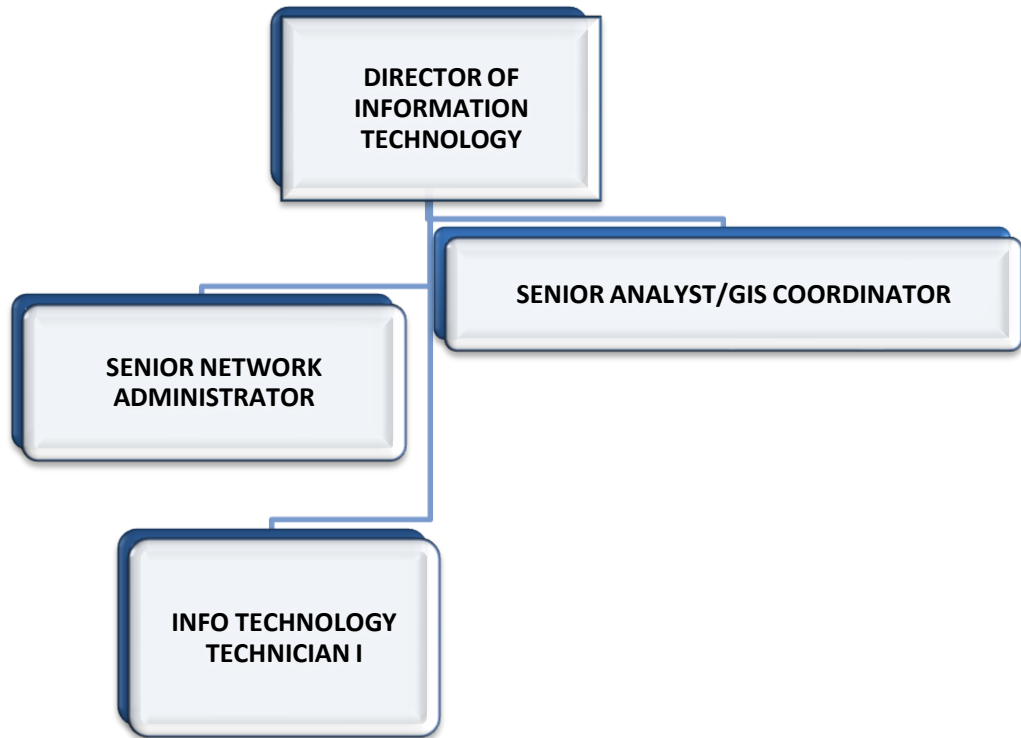 DIRECTOR OF
INFORMATION
TECHNOLOGY
SENIOR ANALYST/GIS COORDINATOR
SENIOR NETWORK
ADMINISTRATOR
INFO TECHNOLOGY
TECHNICIAN I